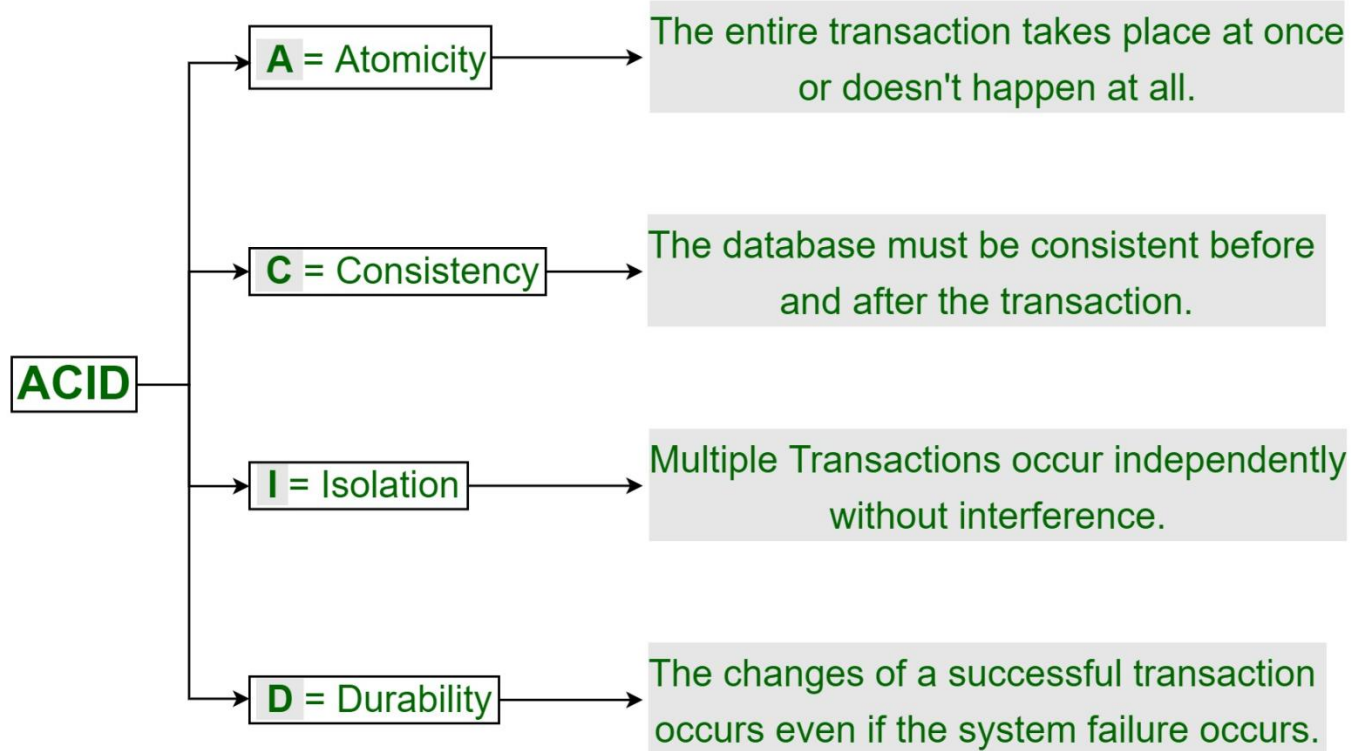 ACID
A = Atomicity
The entire transaction takes place at once
or doesn't happen at all.
C = Consistency
The database must be consistent before
and after the transaction.
I = Isolation
Multiple Transactions occur independently
without interference.
D = Durability
The changes of a successful transaction
occurs even if the system failure occurs.